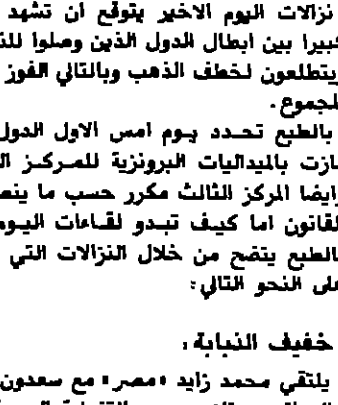 نزالات اليوم الاخير يتوقع ان تشهد
كبيرا بين ابطال الدول الذين وصلوا للن
ويتطلعون لخطف الذهب وبالتالي الفوز
لمجموع.
بالطبع تحدد يوم امس الاول الدول
ازت بالميداليات البرونزية للمركز ال
وايضا المركز الثالث مكرر حسب ما ينص
لقانون اما كيف تبدو لقاءات اليوم
بالطبع يتضح من خلال النزالات التي
على النحو التالي:
خفيف الذبابة،
يلتقي محمد زايد «مصر» مع سعدون